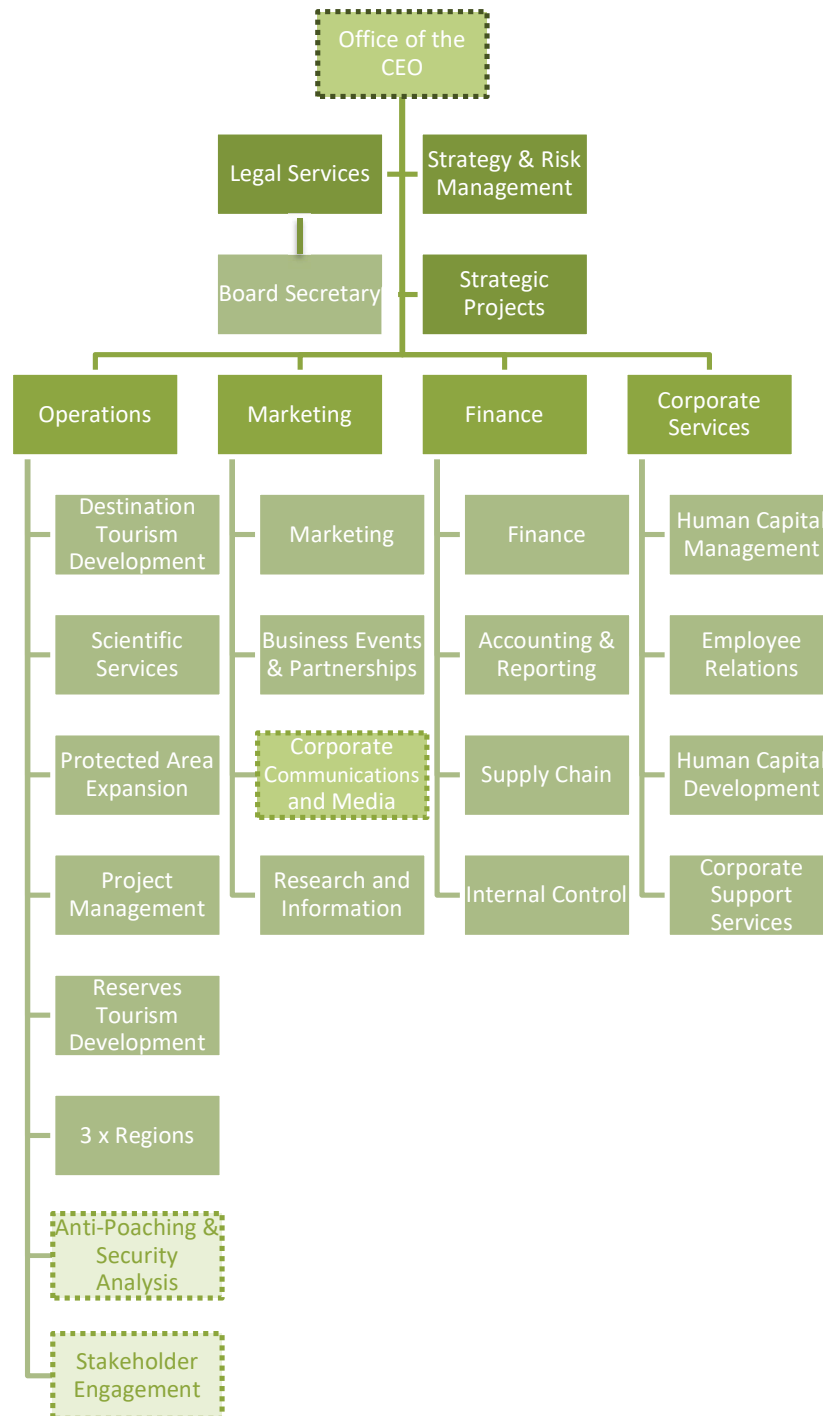 Office of the
CEO
Legal Services
Strategy & Risk
Management
Board Secretary
Strategic
Projects
Operations
Marketing
Finance
Corporate
Services
Destination
Tourism
Development
Marketing
Finance
Human Capital
Management
Scientific
Services
Business Events
& Partnerships
Accounting &
Reporting
Employee
Relations
Protected Area
Expansion
Corporate
Communications
and Media
Supply Chain
Human Capital
Development
Project
Management
Research and
Information
Internal Control
Corporate
Support
Services
Reserves
Tourism
Development
3 x Regions
Anti-Poaching &
Security
Analysis
Stakeholder
Engagement